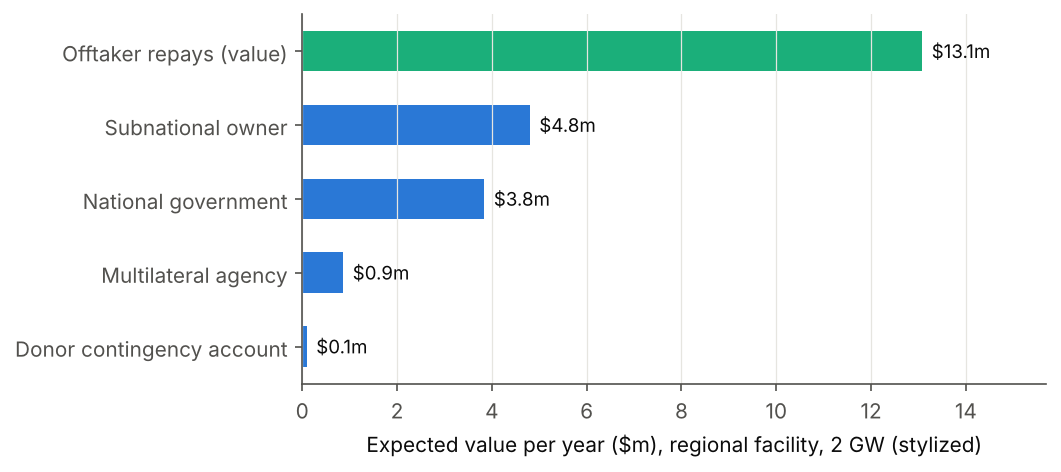 Offtaker repays (value)
$13.1m
Subnational owner
$4.8m
National government
$3.8m
Multilateral agency
$0.9m
Donor contingency account
$0.1m
0 2 4 6 8 10 12 14
Expected value per year ($m), regional facility, 2 GW (stylized)